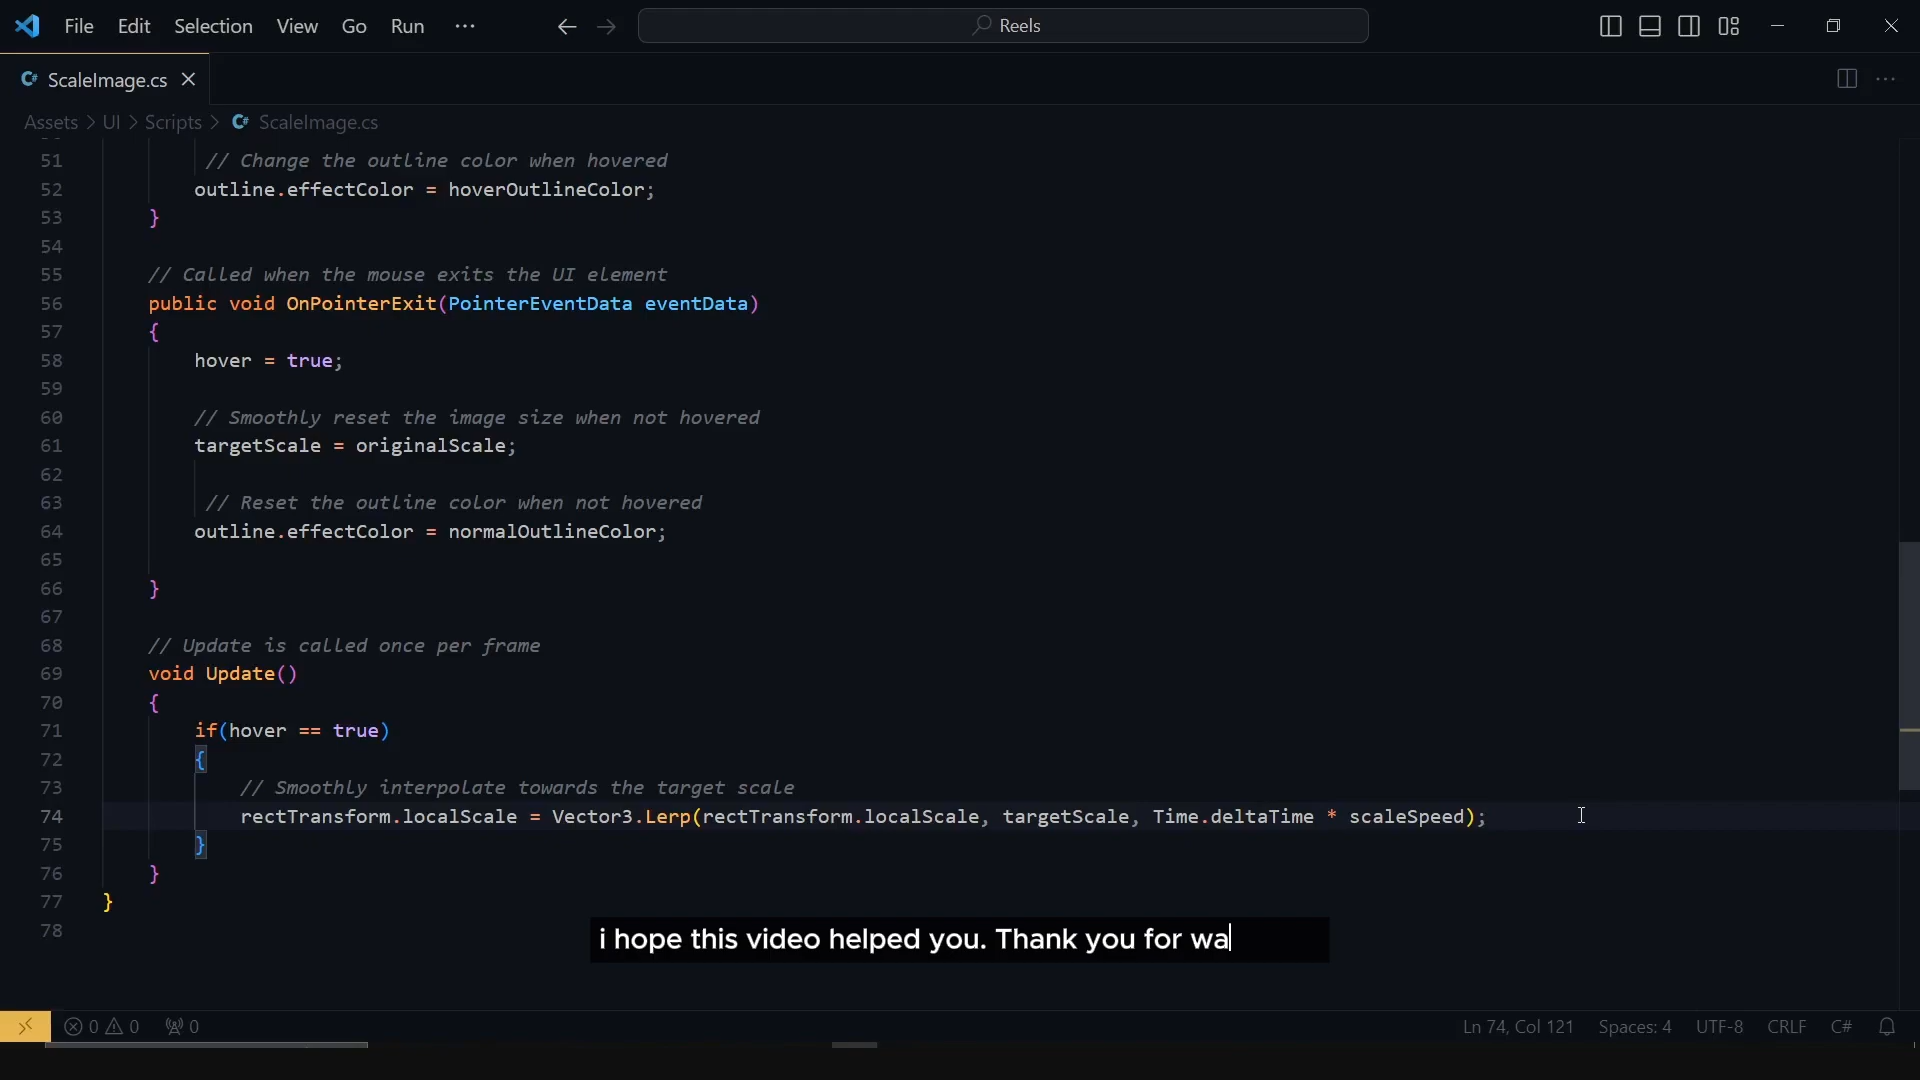 File Edit Selection View Go Run ··· Reels
ScaleImage.cs
Assets > UI > Scripts > ScaleImage.cs
51 // Change the outline color when hovered
52 outline.effectColor = hoverOutlineColor;
53 }
54
55 // Called when the mouse exits the UI element
56 public void OnPointerExit(PointerEventData eventData)
57 {
58 hover = true;
59
60 // Smoothly reset the image size when not hovered
61 targetScale = originalScale;
62
63 // Reset the outline color when not hovered
64 outline.effectColor = normalOutlineColor;
65
66 }
67
68 // Update is called once per frame
69 void Update()
70 {
71 if(hover == true)
72 {
73 // Smoothly interpolate towards the target scale
74 rectTransform.localScale = Vector3.Lerp(rectTransform.localScale, targetScale, Time.deltaTime * scaleSpeed);
75 }
76 }
77 }
78
i hope this video helped you. Thank you for wa
0 0 0 Ln 74, Col 121 Spaces: 4 UTF-8 CRLF C#